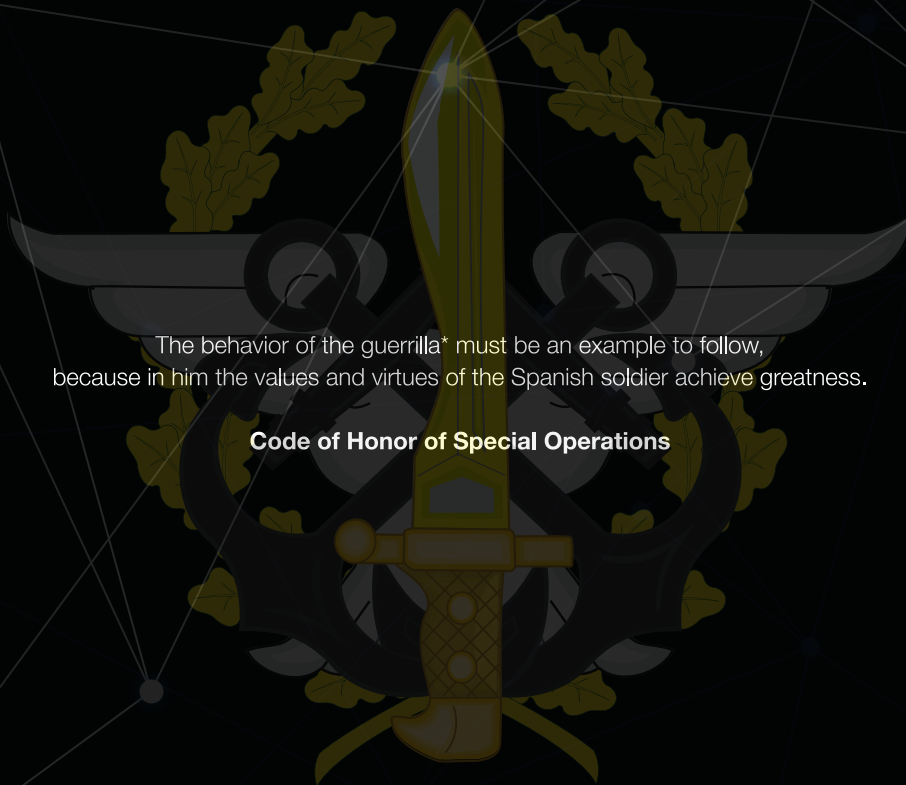 The behavior of the guerrilla* must be an example to follow,
because in him the values and virtues of the Spanish soldier achieve greatness.
Code of Honor of Special Operations